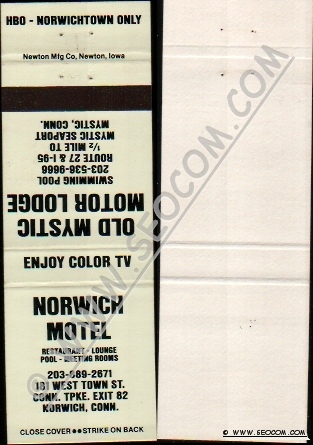 HBO - NORWICHTOWN ONLY
Newton Mfg Co, Newton, Iowa
OLD MYSTIC
MOTOR LODGE
SWIMMING POOL
203-536-9666
ROUTE 27 & I-95
½ MILE TO
MYSTIC SEAPORT
MYSTIC, CONN.
ENJOY COLOR TV
NORWICH
MOTEL
RESTAURANT - LOUNGE
POOL - MEETING ROOMS
203-889-2671
181 WEST TOWN ST.
CONN. TPKE. EXIT 82
NORWICH, CONN.
CLOSE COVER ●● STRIKE ON BACK
© WWW.SEOCOM.COM
© WWW.SEOCOM.COM